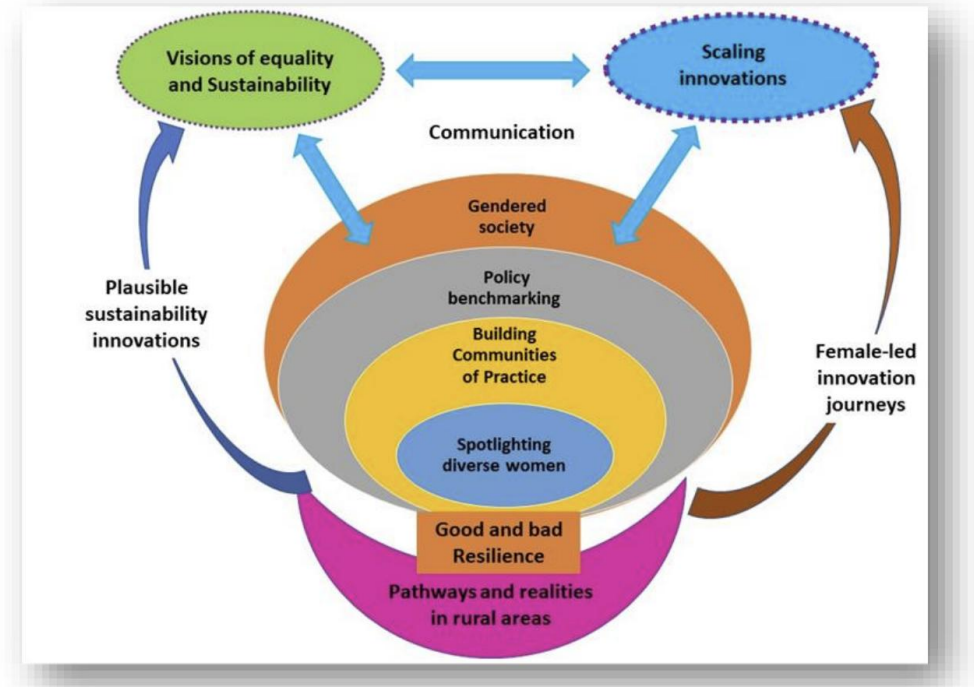 Visions of equality
and Sustainability
Scaling
innovations
Communication
Gendered
society
Policy
benchmarking
Plausible
sustainability
innovations
Building
Communities
of Practice
Female-led
innovation
journeys
Spotlighting
diverse women
Good and bad
Resilience
Pathways and realities
in rural areas